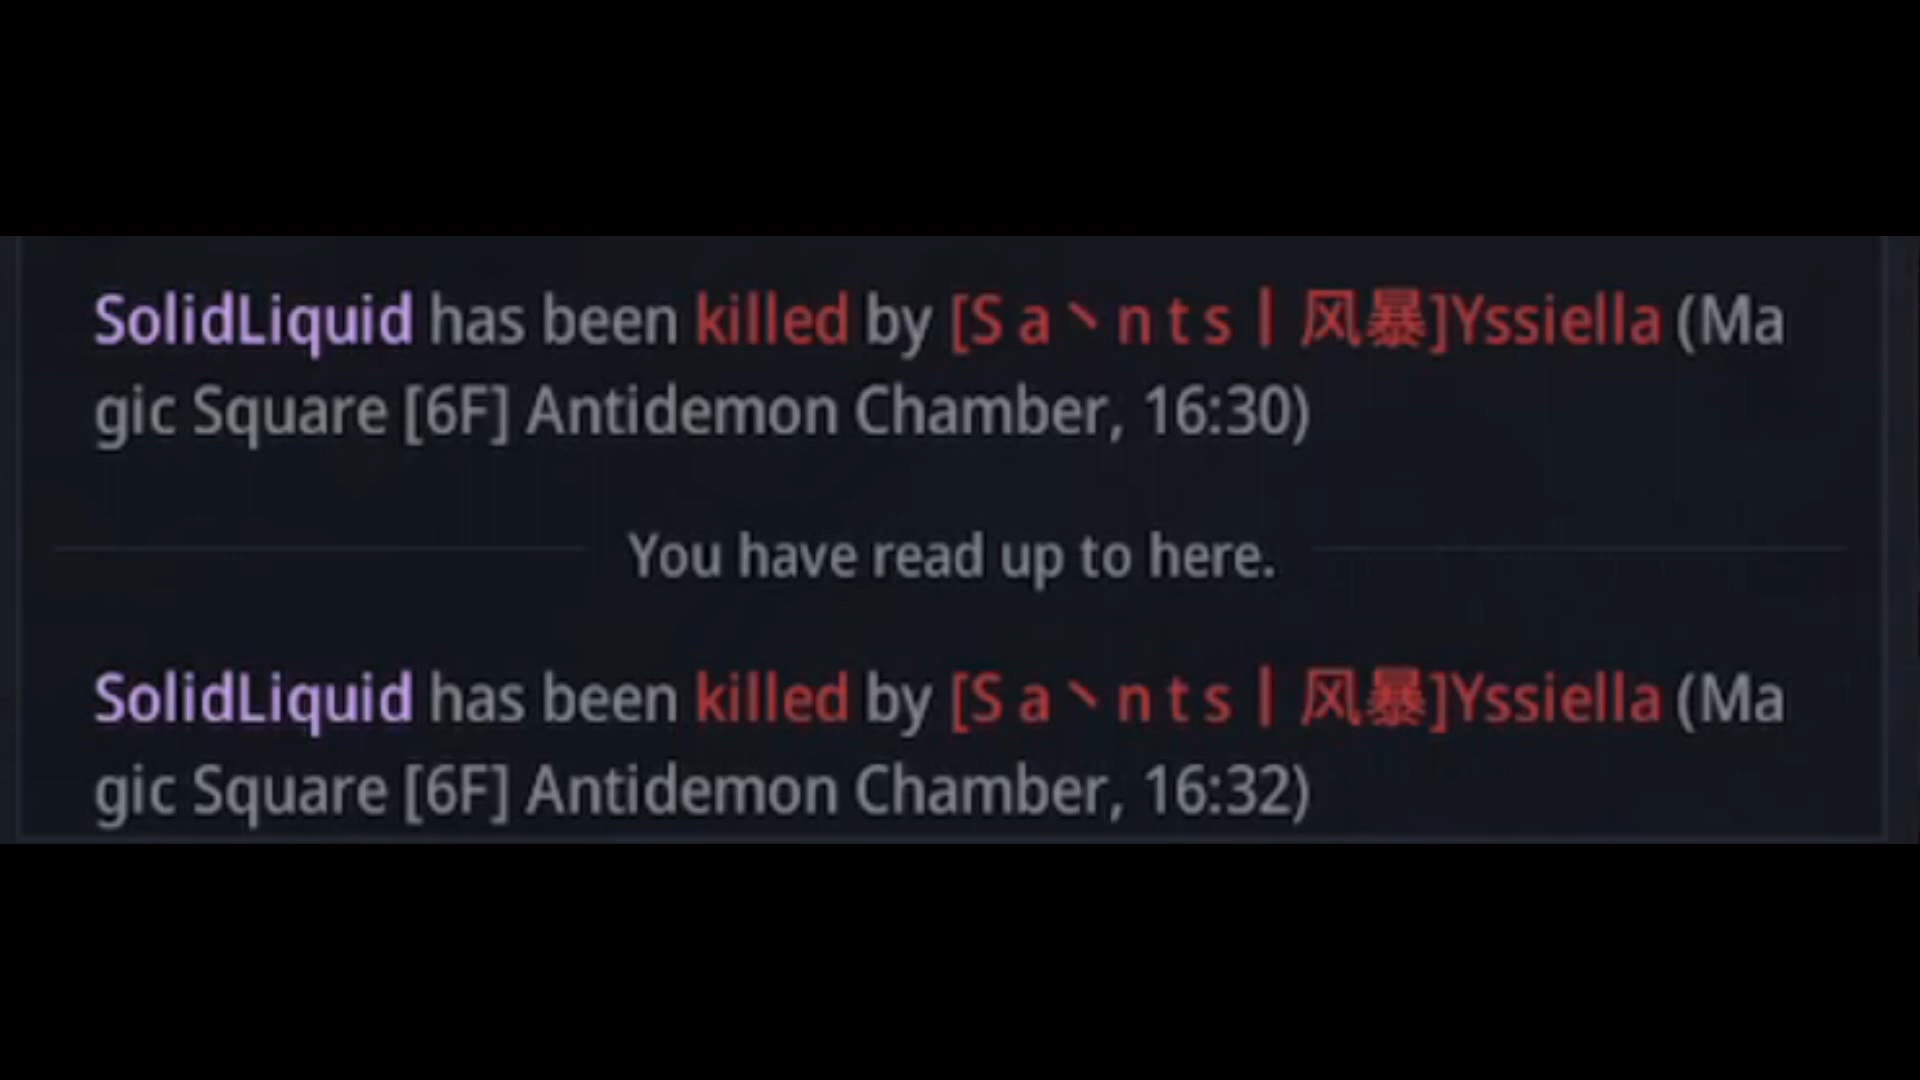 SolidLiquid has been killed by [S a丶n t s丨风暴]Yssiella (Ma
gic Square [6F] Antidemon Chamber, 16:30)
You have read up to here.
SolidLiquid has been killed by [S a丶n t s丨风暴]Yssiella (Ma
gic Square [6F] Antidemon Chamber, 16:32)